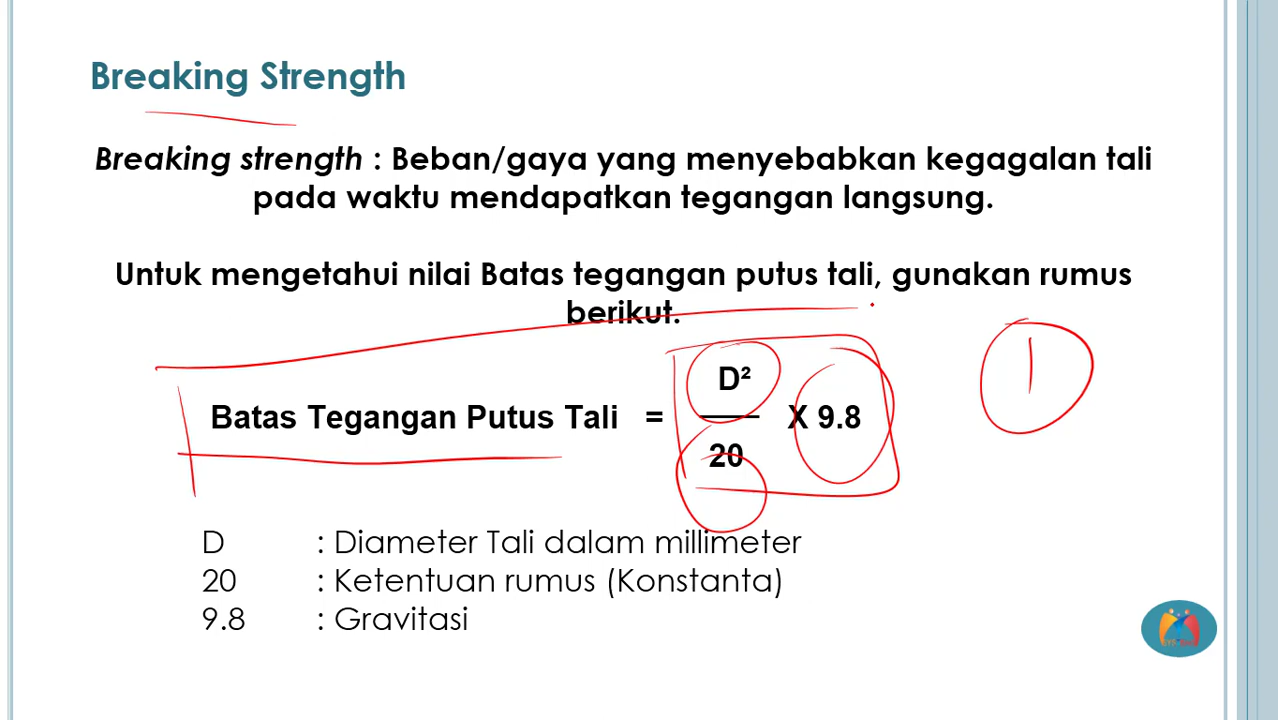 Breaking Strength
Breaking strength : Beban/gaya yang menyebabkan kegagalan tali
pada waktu mendapatkan tegangan langsung.
Untuk mengetahui nilai Batas tegangan putus tali, gunakan rumus
berikut.
D²
Batas Tegangan Putus Tali = X 9.8
20
1
D : Diameter Tali dalam millimeter
20 : Ketentuan rumus (Konstanta)
9.8 : Gravitasi